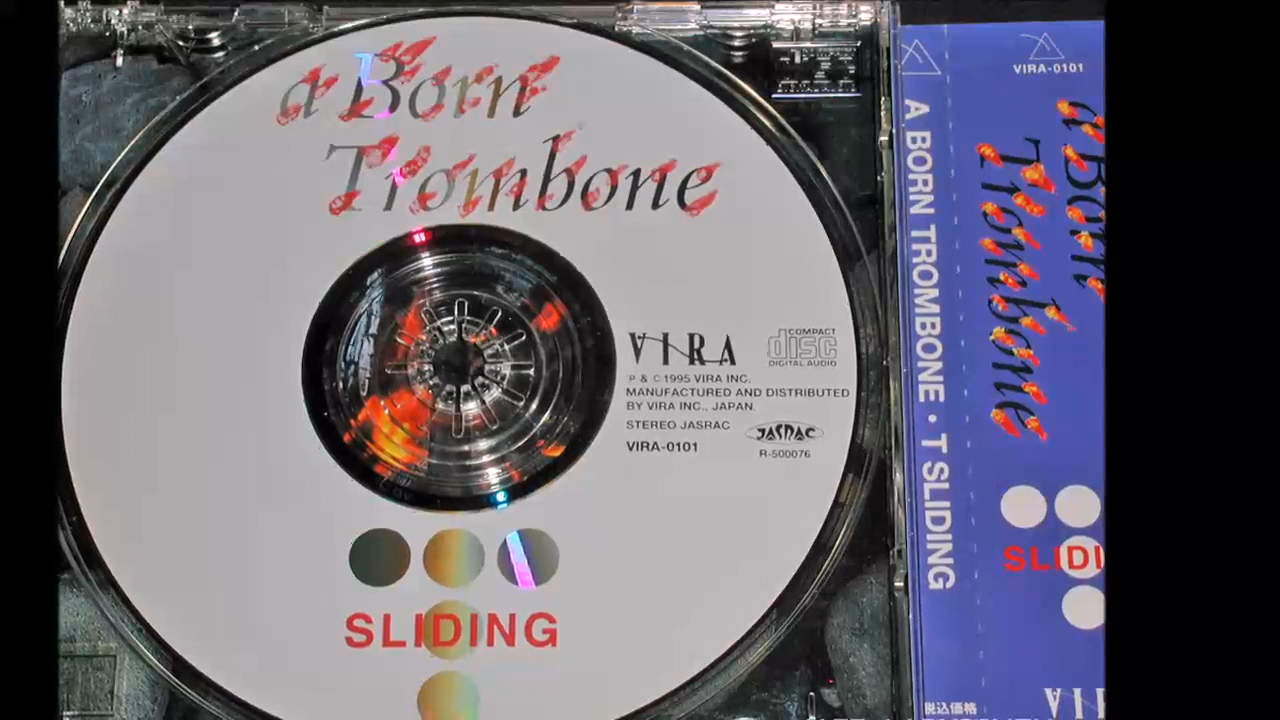 a Born
Trombone
VIRA
COMPACT
disc
DIGITAL AUDIO
P & C 1995 VIRA INC.
MANUFACTURED AND DISTRIBUTED
BY VIRA INC., JAPAN.
STEREO JASRAC
JASRAC
VIRA-0101
R-500076
SLIDING
A BORN TROMBONE • T SLIDING
税込価格
VIRA-0101
a Born
Trombone
SLIDI